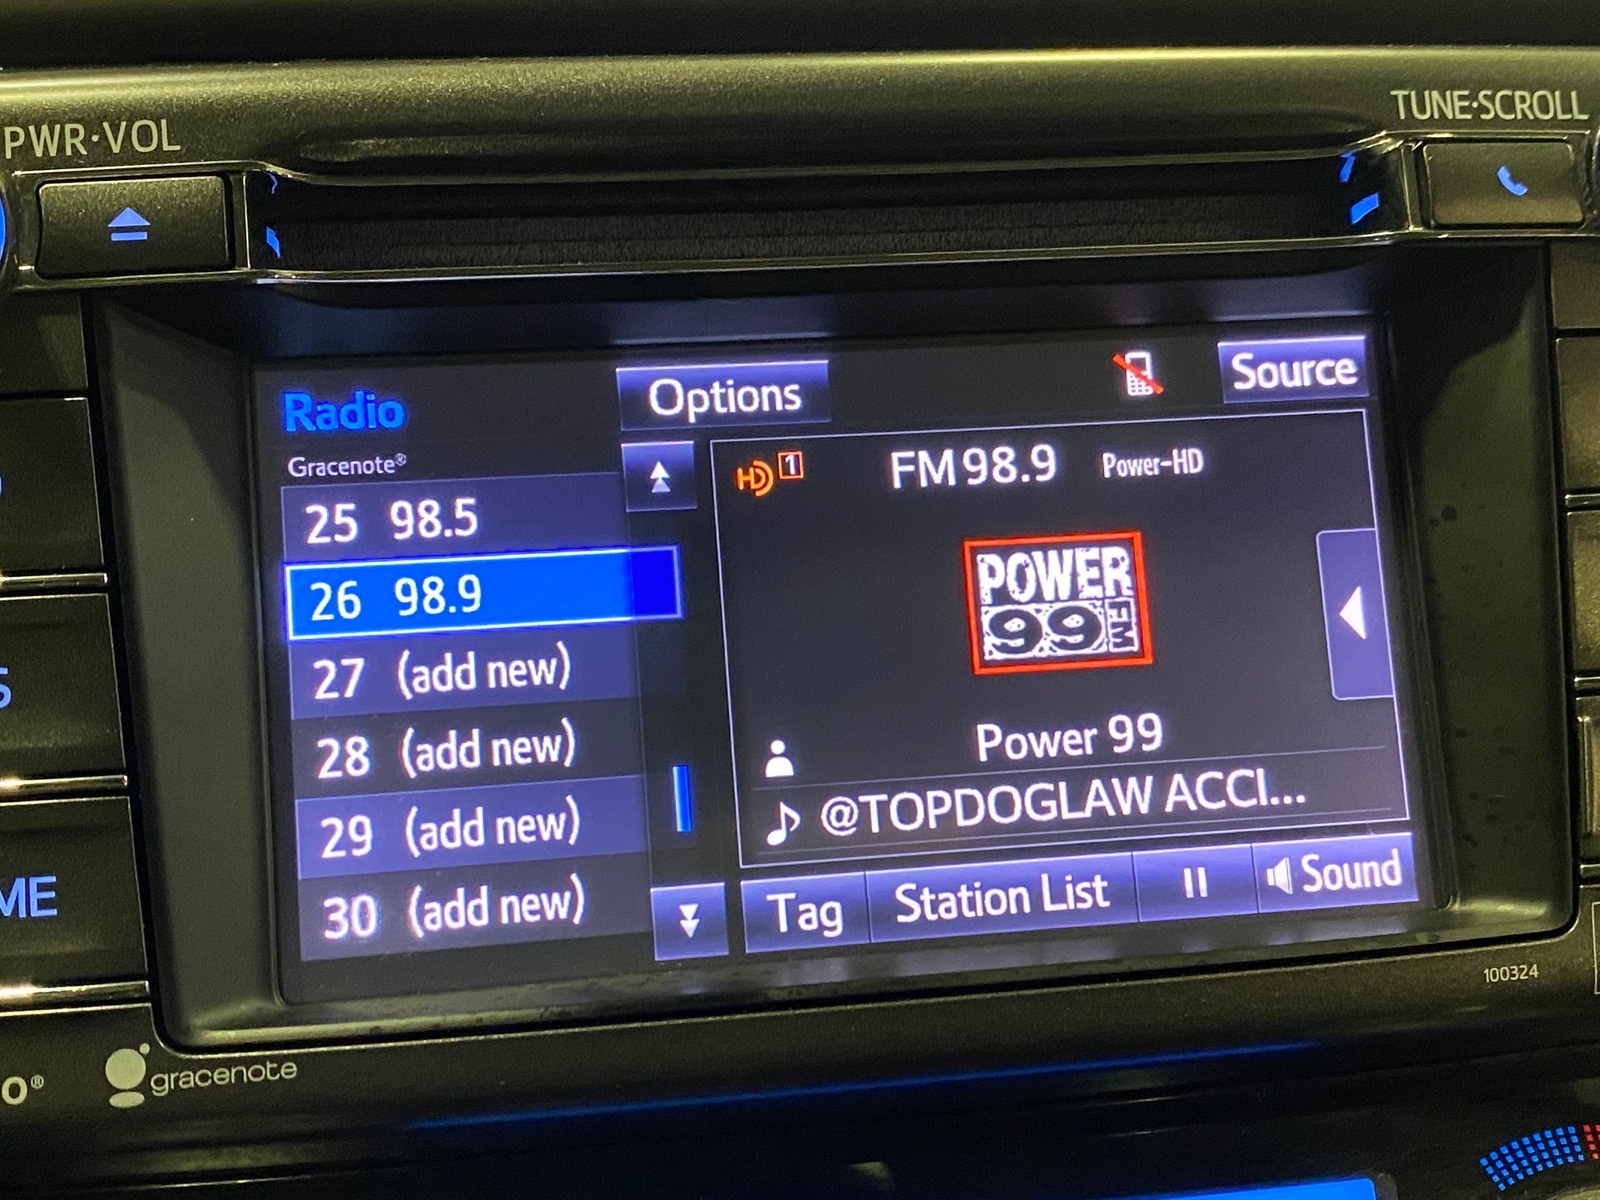 PWR·VOL
TUNE·SCROLL
Radio
Options
Source
Gracenote®
25 98.5
26 98.9
27 (add new)
28 (add new)
29 (add new)
30 (add new)
HD 1
FM 98.9 Power-HD
POWER
99 FM
Power 99
@TOPDOGLAW ACCI...
Tag
Station List
Sound
100324
ME
gracenote